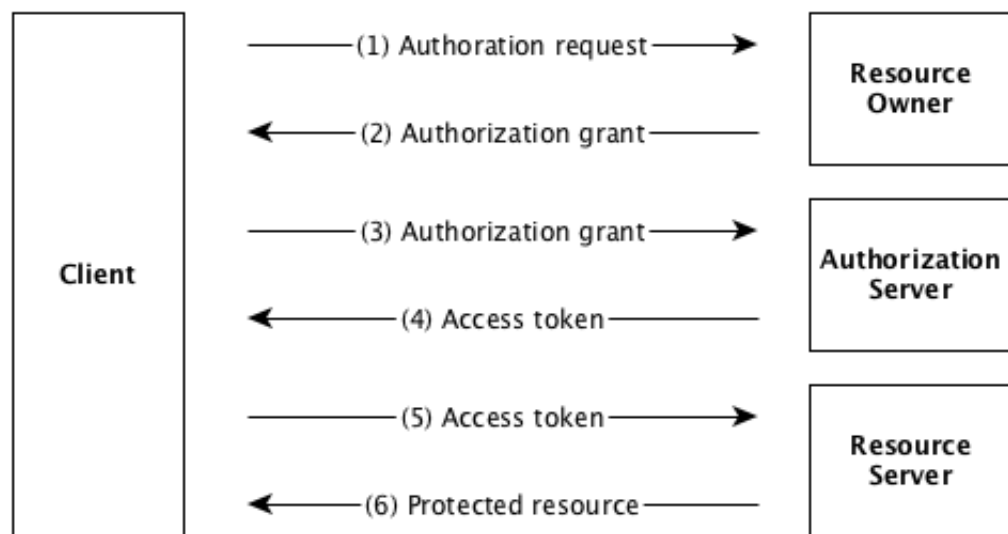 (1) Authoration request
Resource
Owner
(2) Authorization grant
(3) Authorization grant
Client
Authorization
Server
(4) Access token
(5) Access token
Resource
Server
(6) Protected resource